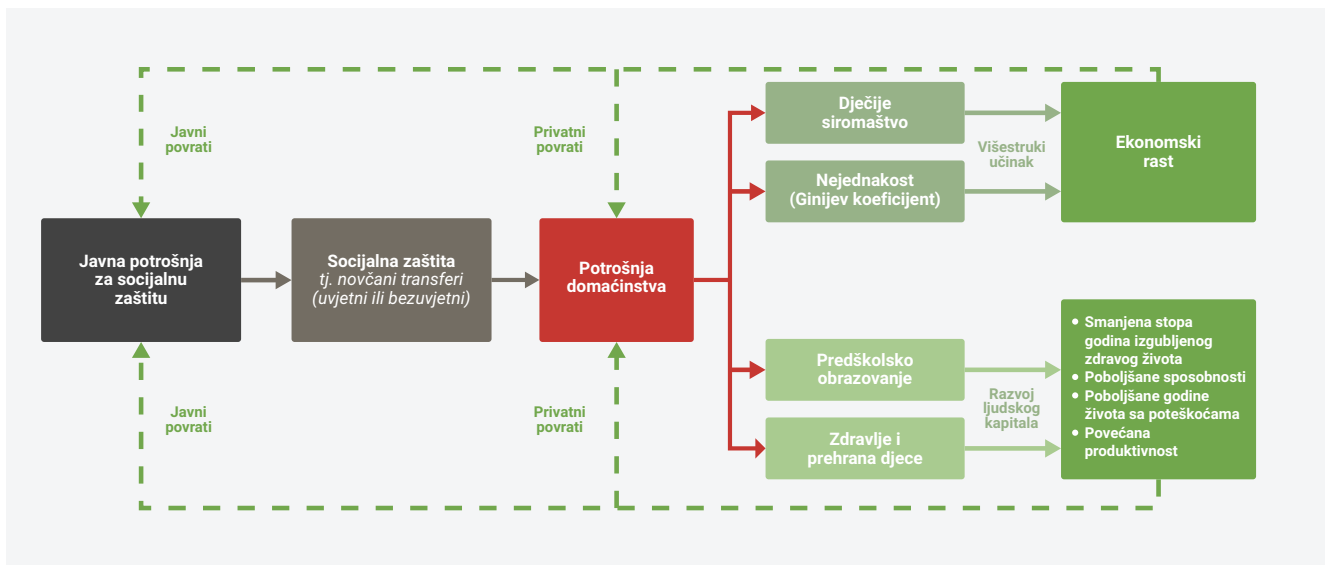 Javni
povrati
Privatni
povrati
Dječije
siromaštvo
Nejednakost
(Ginijev koeficijent)
Višestruki
učinak
Ekonomski
rast
Javna potrošnja
za socijalnu
zaštitu
Socijalna zaštita
tj. novčani transferi
(uvjetni ili bezuvjetni)
Potrošnja
domaćinstva
Predškolsko
obrazovanje
Zdravlje i
prehrana djece
Razvoj
ljudskog
kapitala
• Smanjena stopa
godina izgubljenog
zdravog života
• Poboljšane sposobnosti
• Poboljšane godine
života sa poteškoćama
• Povećana
produktivnost
Javni
povrati
Privatni
povrati